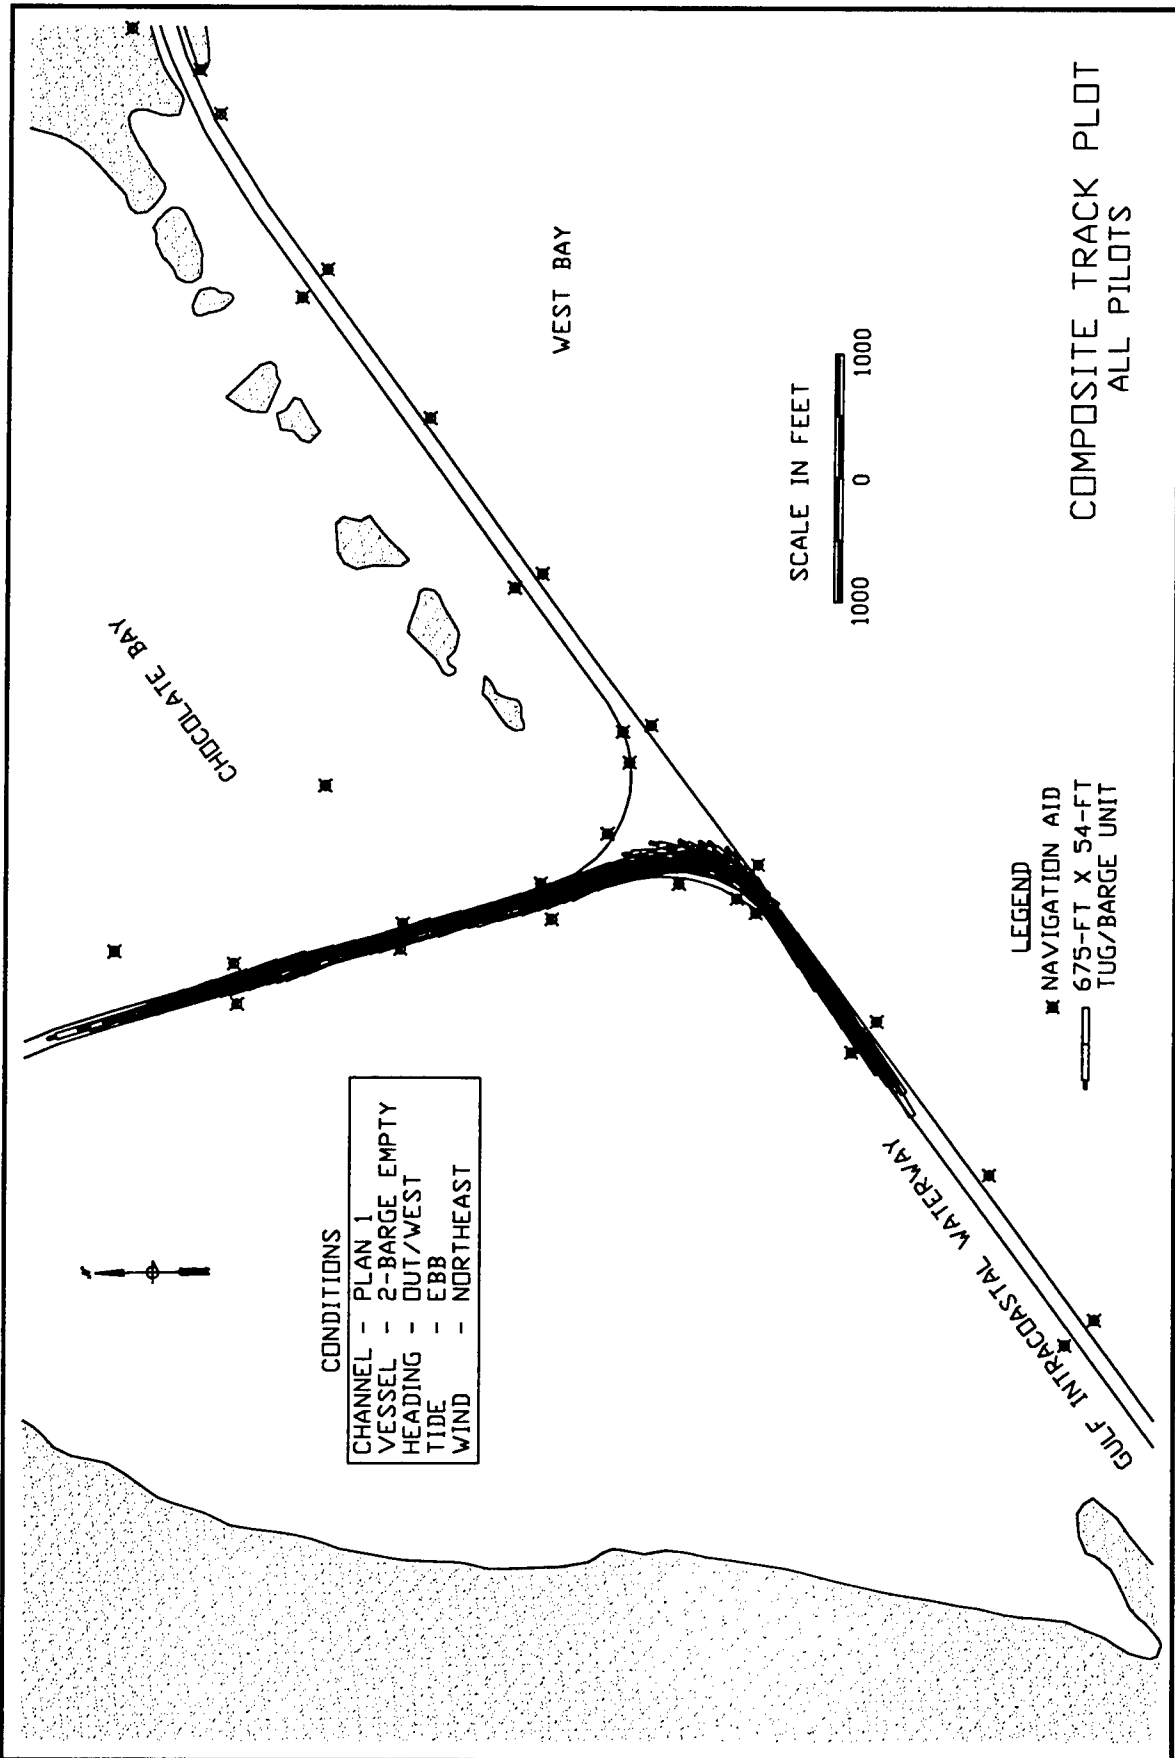 CHOCOLATE BAY
WEST BAY
CONDITIONS
CHANNEL - PLAN 1
VESSEL - 2-BARGE EMPTY
HEADING - OUT/WEST
TIDE - EBB
WIND - NORTHEAST
SCALE IN FEET
1000 0 1000
GULF INTRACOASTAL WATERWAY
LEGEND
NAVIGATION AID
675-FT X 54-FT
TUG/BARGE UNIT
COMPOSITE TRACK PLOT
ALL PILOTS